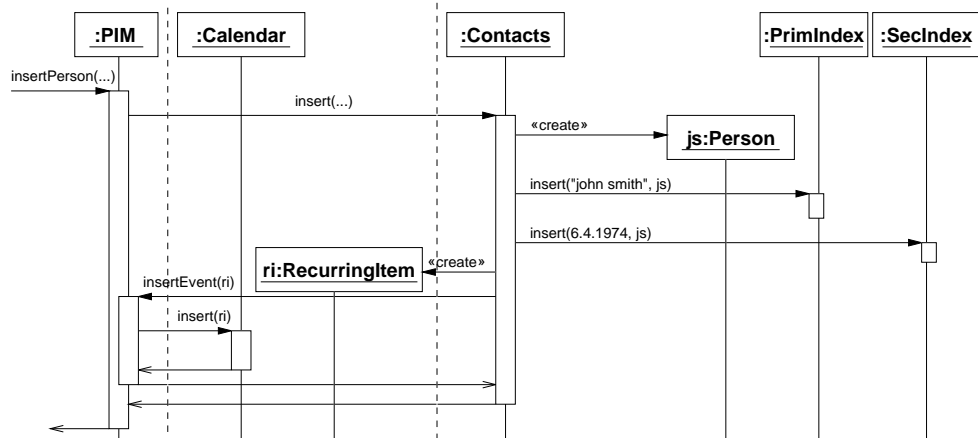 :PIM
:Calendar
:Contacts
:PrimIndex
:SecIndex
insertPerson(...)
insert(...)
«create»
js:Person
insert("john smith", js)
insert(6.4.1974, js)
ri:RecurringItem
«create»
insertEvent(ri)
insert(ri)